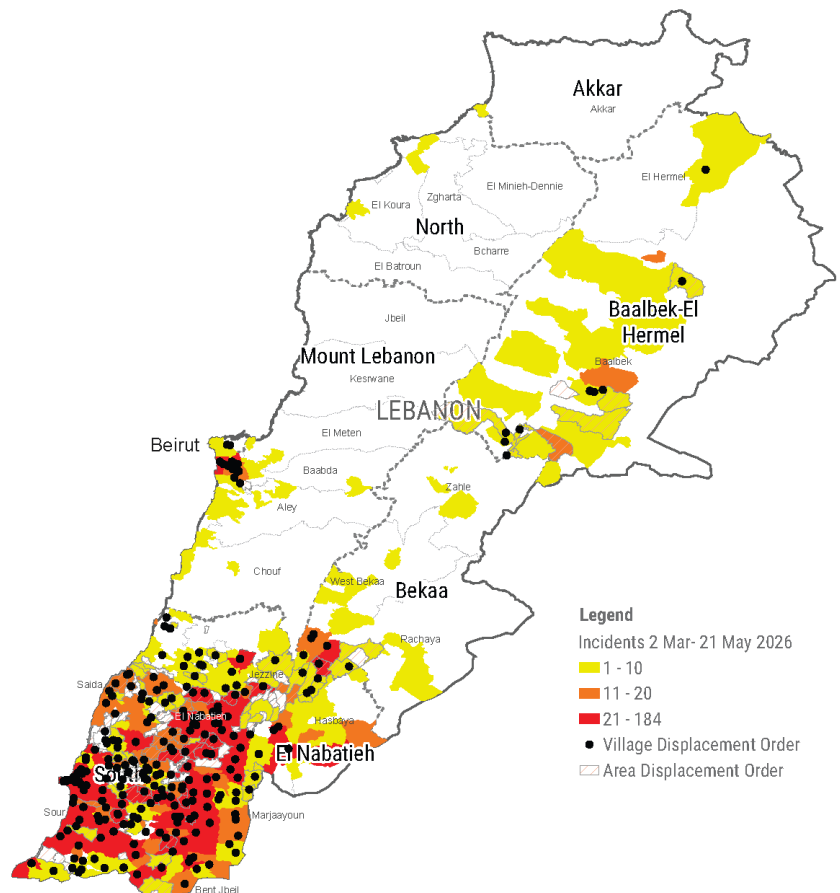 Akkar
Akkar
El Hermel
El Minieh-Dennie
Zgharta
El Koura
North
Bcharre
El Batroun
Baalbek-El
Hermel
Jbeil
Mount Lebanon
Baalbek
Kesrwane
LEBANON
El Meten
Beirut
Baabda
Zahle
Aley
Chouf
West Bekaa
Bekaa
Rachaya
Jezzine
Saida
El Nabatieh
Hasbaya
El Nabatieh
South
Sour
Marjaayoun
Bent Jbeil
Legend
Incidents 2 Mar- 21 May 2026
1 - 10
11 - 20
21 - 184
Village Displacement Order
Area Displacement Order